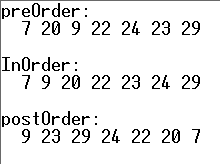 preOrder:
7 20 9 22 24 23 29
InOrder:
7 9 20 22 23 24 29
postOrder:
9 23 29 24 22 20 7